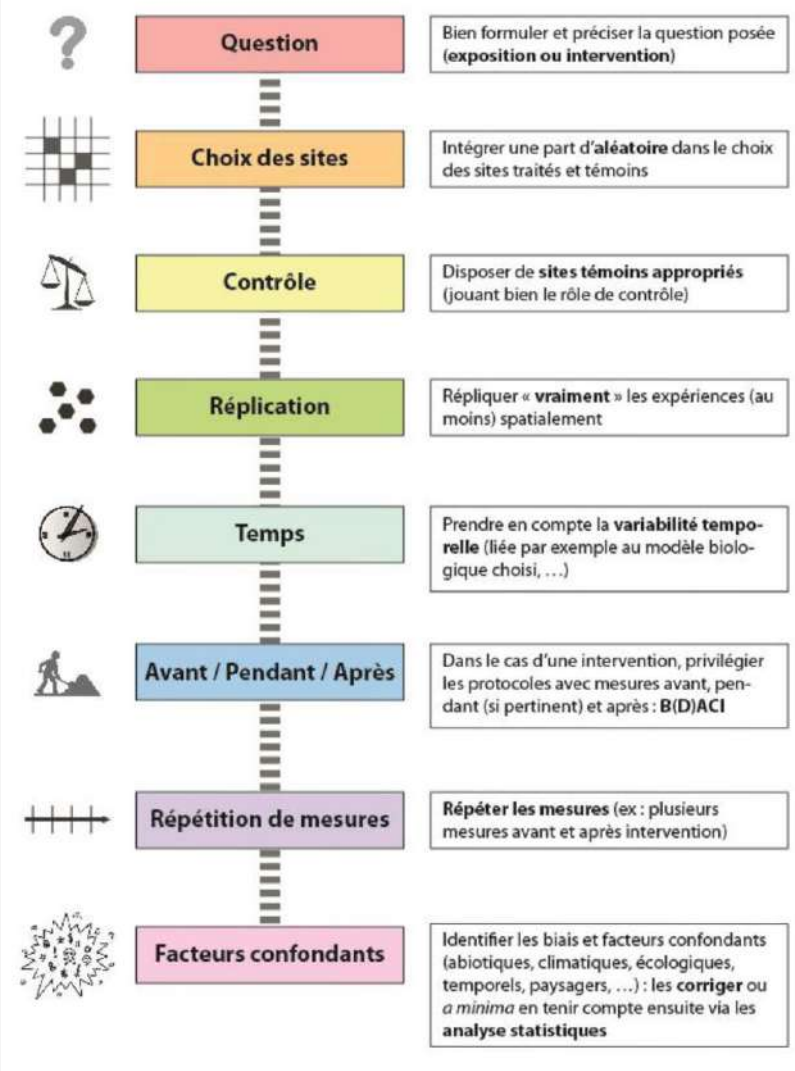 Question
Bien formuler et préciser la question posée
(exposition ou intervention)
Choix des sites
Intégrer une part d'aléatoire dans le choix
des sites traités et témoins
Contrôle
Disposer de sites témoins appropriés
(jouant bien le rôle de contrôle)
Réplication
Répliquer « vraiment » les expériences (au
moins) spatialement
Temps
Prendre en compte la variabilité tempo-
relle (liée par exemple au modèle biolo-
gique choisi, …)
Avant / Pendant / Après
Dans le cas d'une intervention, privilégier
les protocoles avec mesures avant, pen-
dant (si pertinent) et après : B(D)ACI
Répétition de mesures
Répéter les mesures (ex : plusieurs
mesures avant et après intervention)
Facteurs confondants
Identifier les biais et facteurs confondants
(abiotiques, climatiques, écologiques,
temporels, paysagers, …) : les corriger ou
a minima en tenir compte ensuite via les
analyse statistiques